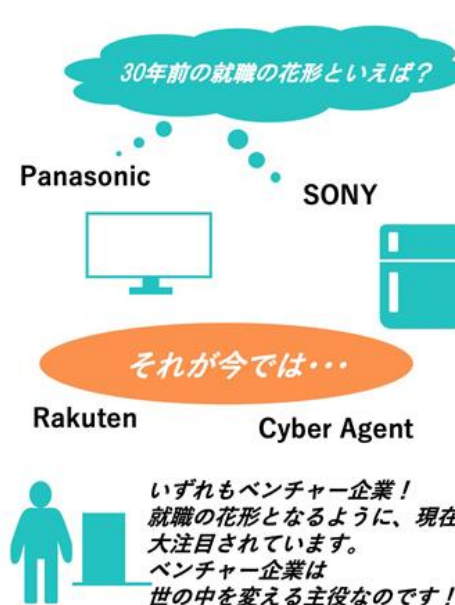 30年前の就職の花形といえば？
Panasonic
SONY
それが今では・・・
Rakuten
Cyber Agent
いずれもベンチャー企業！
就職の花形となるように、現在
大注目されています。
ベンチャー企業は
世の中を変える主役なのです！